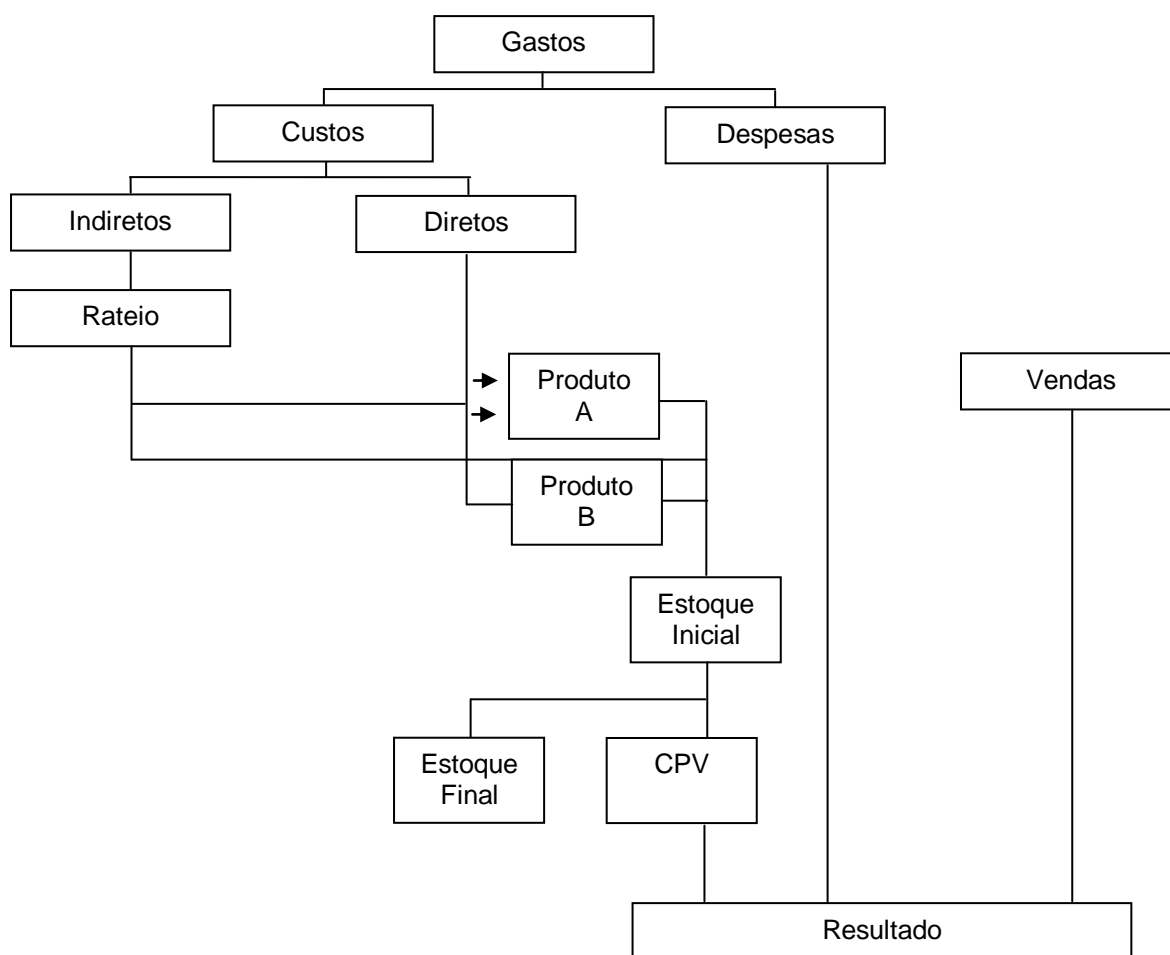 Gastos
Custos
Despesas
Indiretos
Diretos
Rateio
Produto
A
Vendas
Produto
B
Estoque
Inicial
Estoque
Final
CPV
Resultado